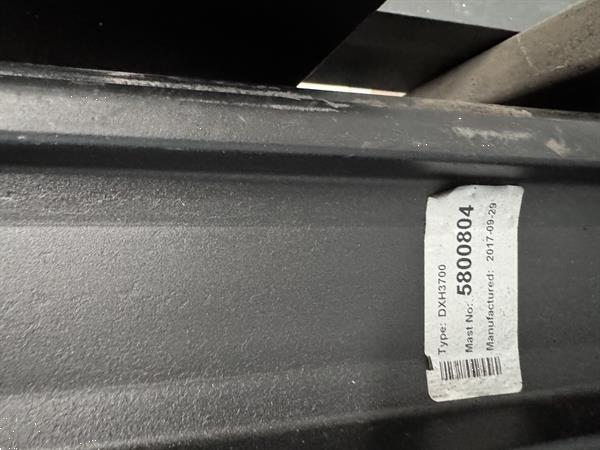 Type: DXH3700
Mast No: 5800804
Manufactured: 2017-09-29